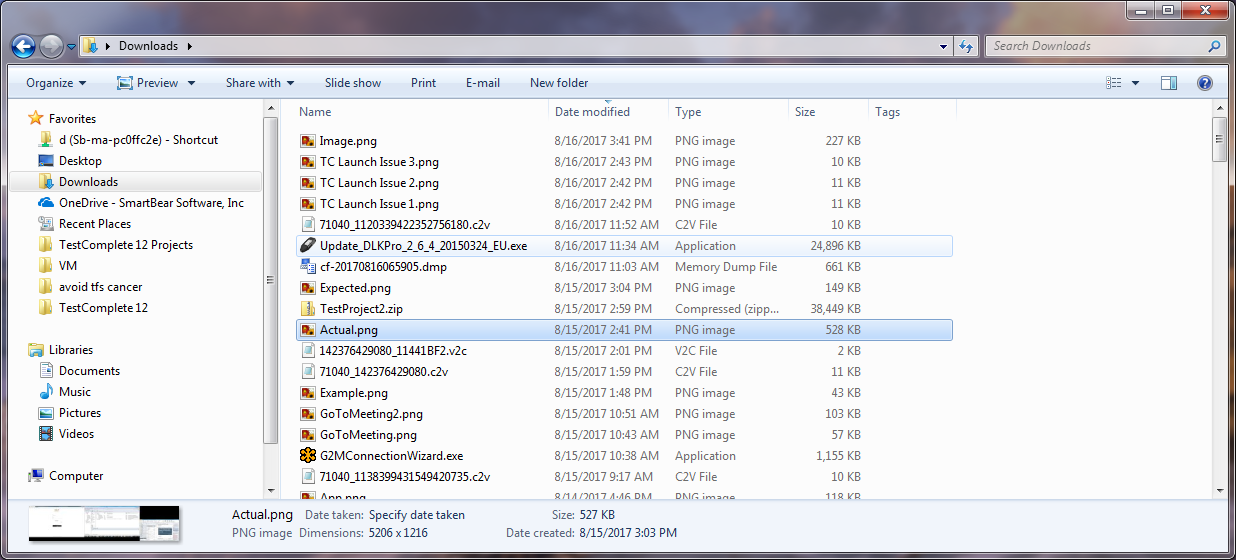 Downloads
Search Downloads
Organize Preview Share with Slide show Print E-mail New folder
Favorites
d (Sb-ma-pc0ffc2e) - Shortcut
Desktop
Downloads
OneDrive - SmartBear Software, Inc
Recent Places
TestComplete 12 Projects
VM
avoid tfs cancer
TestComplete 12
Libraries
Documents
Music
Pictures
Videos
Computer
Name Date modified Type Size Tags
Image.png 8/16/2017 3:41 PM PNG image 227 KB
TC Launch Issue 3.png 8/16/2017 2:43 PM PNG image 10 KB
TC Launch Issue 2.png 8/16/2017 2:42 PM PNG image 11 KB
TC Launch Issue 1.png 8/16/2017 2:42 PM PNG image 11 KB
71040_1120339422352756180.c2v 8/16/2017 11:52 AM C2V File 10 KB
Update_DLKPro_2_6_4_20150324_EU.exe 8/16/2017 11:34 AM Application 24,896 KB
cf-20170816065905.dmp 8/16/2017 11:03 AM Memory Dump File 661 KB
Expected.png 8/15/2017 3:04 PM PNG image 149 KB
TestProject2.zip 8/15/2017 2:59 PM Compressed (zipp... 38,449 KB
Actual.png 8/15/2017 2:41 PM PNG image 528 KB
142376429080_11441BF2.v2c 8/15/2017 2:01 PM V2C File 2 KB
71040_142376429080.c2v 8/15/2017 1:59 PM C2V File 11 KB
Example.png 8/15/2017 1:48 PM PNG image 43 KB
GoToMeeting2.png 8/15/2017 10:51 AM PNG image 103 KB
GoToMeeting.png 8/15/2017 10:43 AM PNG image 57 KB
G2MConnectionWizard.exe 8/15/2017 10:38 AM Application 1,155 KB
71040_1138399431549420735.c2v 8/15/2017 9:17 AM C2V File 10 KB
App.png 8/14/2017 4:46 PM PNG image 118 KB
Actual.png Date taken: Specify date taken Size: 527 KB
PNG image Dimensions: 5206 x 1216 Date created: 8/15/2017 3:03 PM